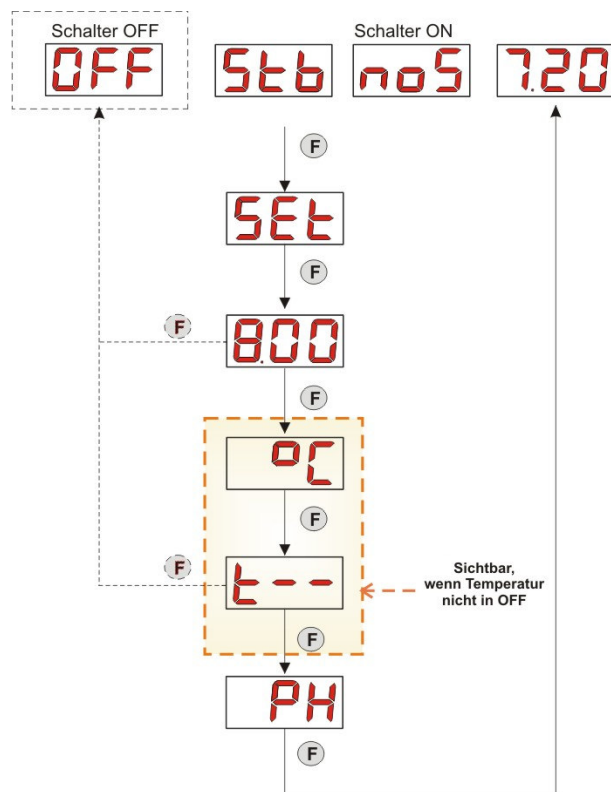 Schalter OFF
Schalter ON
OFF
Stb
noS
7.20
F
SEt
F
F
8.00
F
ºC
F
F
t--
Sichtbar,
wenn Temperatur
nicht in OFF
F
PH
F